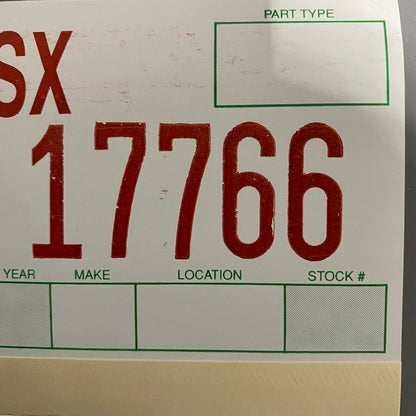 PART TYPE
SX
17766
YEAR MAKE LOCATION STOCK #